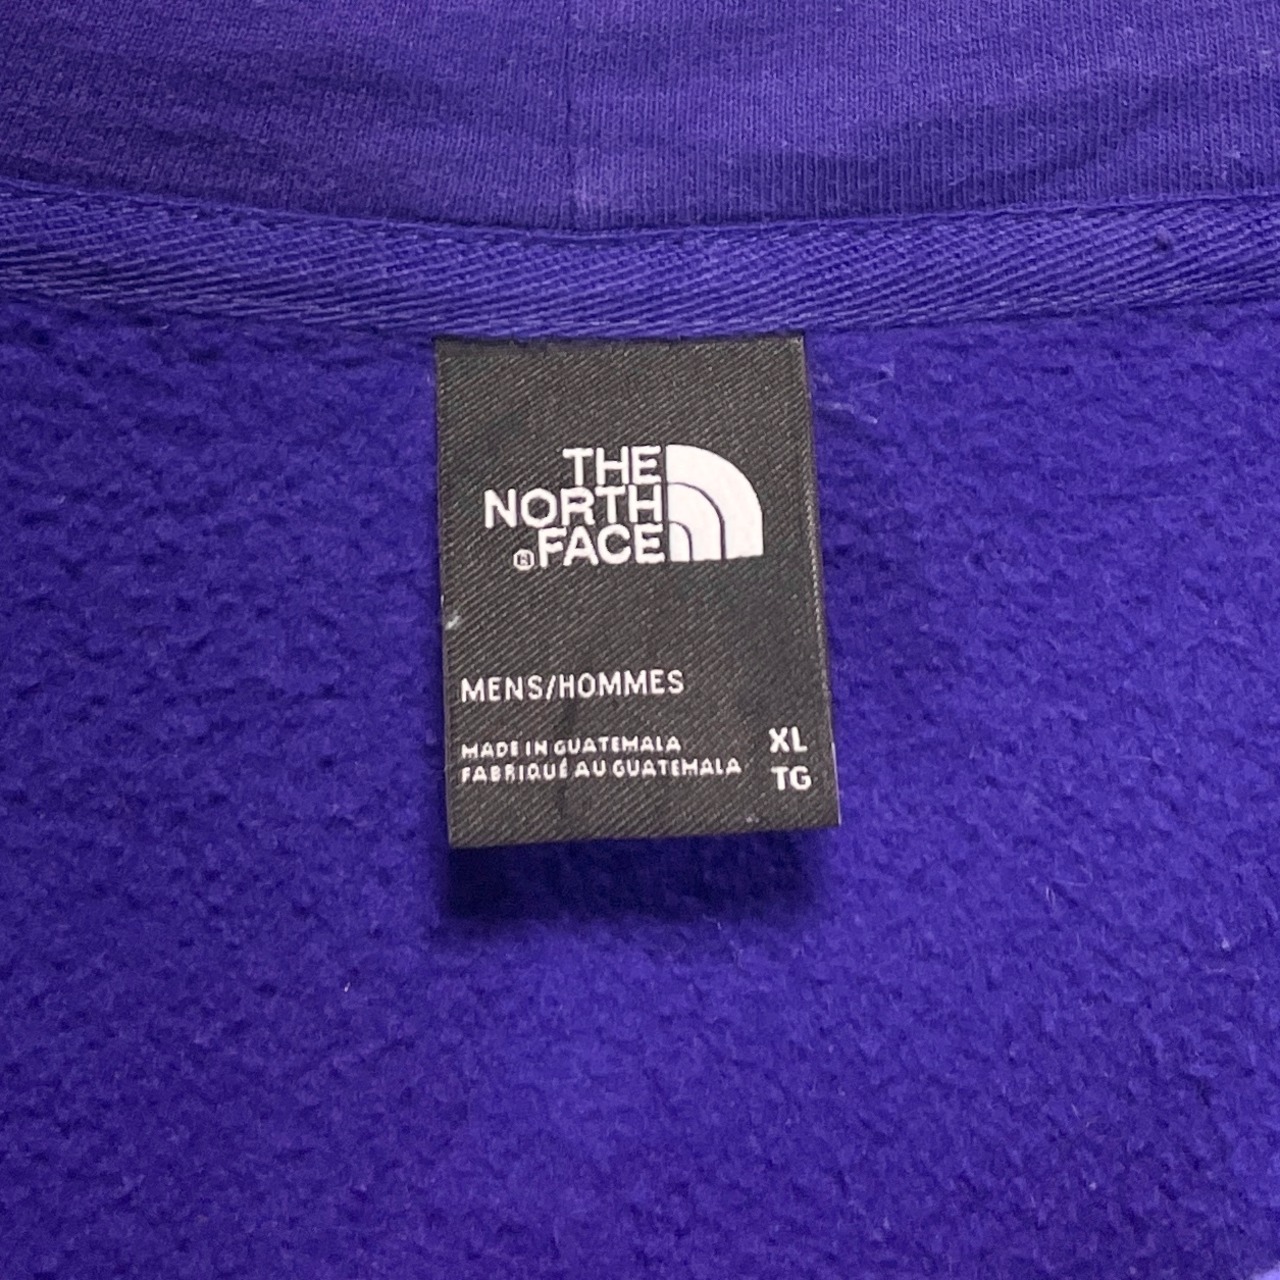 THE
NORTH
®FACE
MENS/HOMMES
MADE IN GUATEMALA
FABRIQUÉ AU GUATEMALA
XL
TG